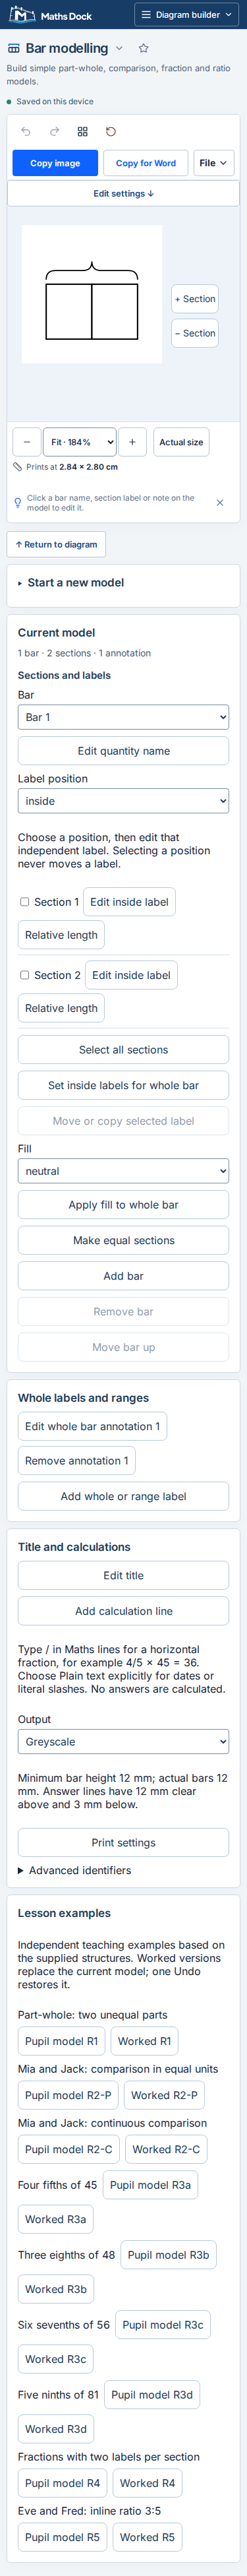 Maths Dock
Diagram builder
Bar modelling
Build simple part-whole, comparison, fraction and ratio
models.
Saved on this device
Copy image
Copy for Word
File
Edit settings ↓
+ Section
− Section
−
Fit · 184%
+
Actual size
Prints at 2.84 × 2.80 cm
Click a bar name, section label or note on the
model to edit it.
↑ Return to diagram
Start a new model
Current model
1 bar · 2 sections · 1 annotation
Sections and labels
Bar
Bar 1
Edit quantity name
Label position
inside
Choose a position, then edit that
independent label. Selecting a position
never moves a label.
Section 1
Edit inside label
Relative length
Section 2
Edit inside label
Relative length
Select all sections
Set inside labels for whole bar
Move or copy selected label
Fill
neutral
Apply fill to whole bar
Make equal sections
Add bar
Remove bar
Move bar up
Whole labels and ranges
Edit whole bar annotation 1
Remove annotation 1
Add whole or range label
Title and calculations
Edit title
Add calculation line
Type / in Maths lines for a horizontal
fraction, for example 4/5 × 45 = 36.
Choose Plain text explicitly for dates or
literal slashes. No answers are calculated.
Output
Greyscale
Minimum bar height 12 mm; actual bars 12
mm. Answer lines have 12 mm clear
above and 3 mm below.
Print settings
Advanced identifiers
Lesson examples
Independent teaching examples based on
the supplied structures. Worked versions
replace the current model; one Undo
restores it.
Part-whole: two unequal parts
Pupil model R1
Worked R1
Mia and Jack: comparison in equal units
Pupil model R2-P
Worked R2-P
Mia and Jack: continuous comparison
Pupil model R2-C
Worked R2-C
Four fifths of 45
Pupil model R3a
Worked R3a
Three eighths of 48
Pupil model R3b
Worked R3b
Six sevenths of 56
Pupil model R3c
Worked R3c
Five ninths of 81
Pupil model R3d
Worked R3d
Fractions with two labels per section
Pupil model R4
Worked R4
Eve and Fred: inline ratio 3:5
Pupil model R5
Worked R5